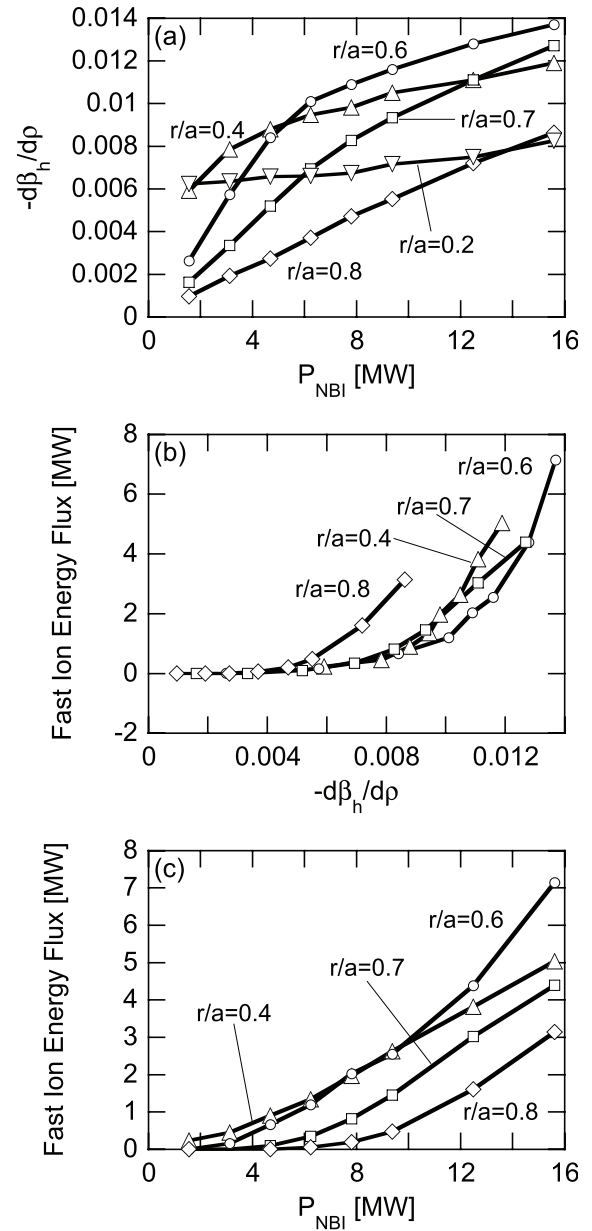 (a)
r/a=0.6
r/a=0.4
r/a=0.7
r/a=0.2
r/a=0.8
0.014
0.012
0.01
0.008
0.006
0.004
0.002
0
-dβh/dρ
0 4 8 12 16
PNBI [MW]
(b)
r/a=0.6
r/a=0.7
r/a=0.4
r/a=0.8
8
6
4
2
0
-2
Fast Ion Energy Flux [MW]
0 0.004 0.008 0.012
-dβh/dρ
(c)
r/a=0.6
r/a=0.7
r/a=0.4
r/a=0.8
8
7
6
5
4
3
2
1
0
Fast Ion Energy Flux [MW]
0 4 8 12 16
PNBI [MW]